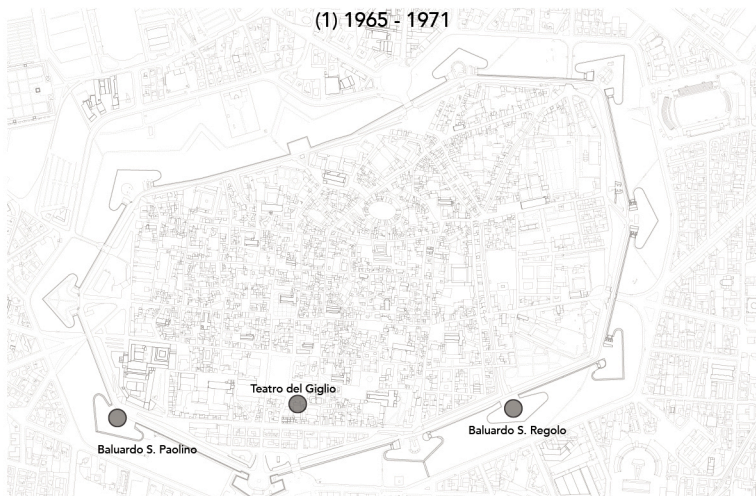 (1) 1965 - 1971
Teatro del Giglio
Baluardo S. Regolo
Baluardo S. Paolino